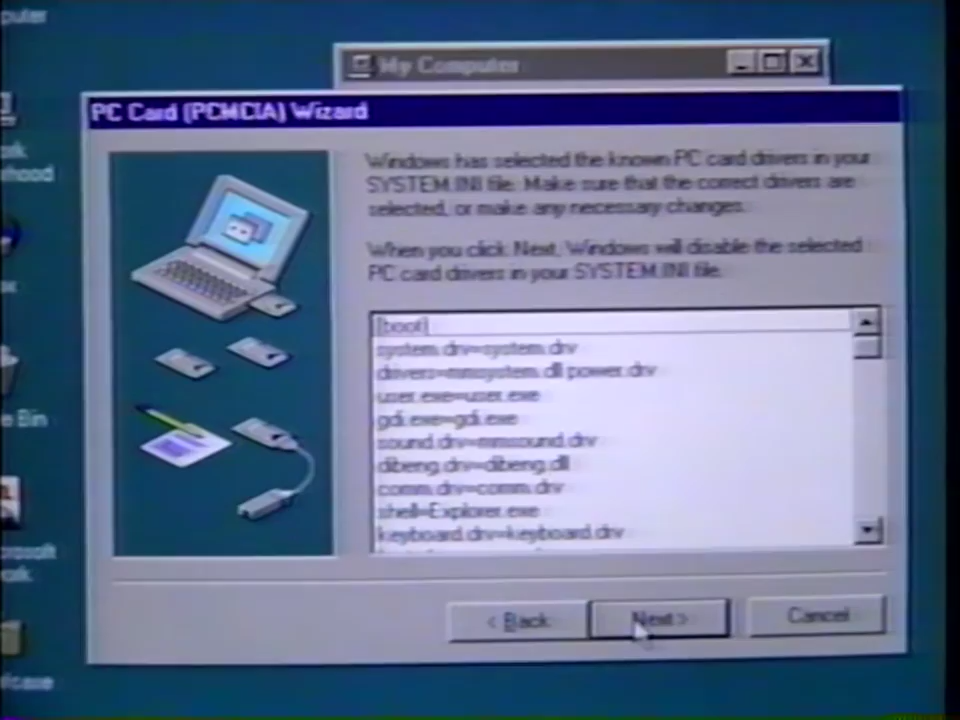 puter
My Computer
PC Card (PCMCIA) Wizard
Windows has selected the known PC card drivers in your
SYSTEM.INI file. Make sure that the correct drivers are
selected, or make any necessary changes.
When you click Next, Windows will disable the selected
PC card drivers in your SYSTEM.INI file.
[boot]
system.drv=system.drv
drivers=mmsystem.dll power.drv
user.exe=user.exe
gdi.exe=gdi.exe
sound.drv=mmsound.drv
dibeng.drv=dibeng.dll
comm.drv=comm.drv
shell=Explorer.exe
keyboard.drv=keyboard.drv
rhood
e Bin
crosoft
< Back
Next >
Cancel